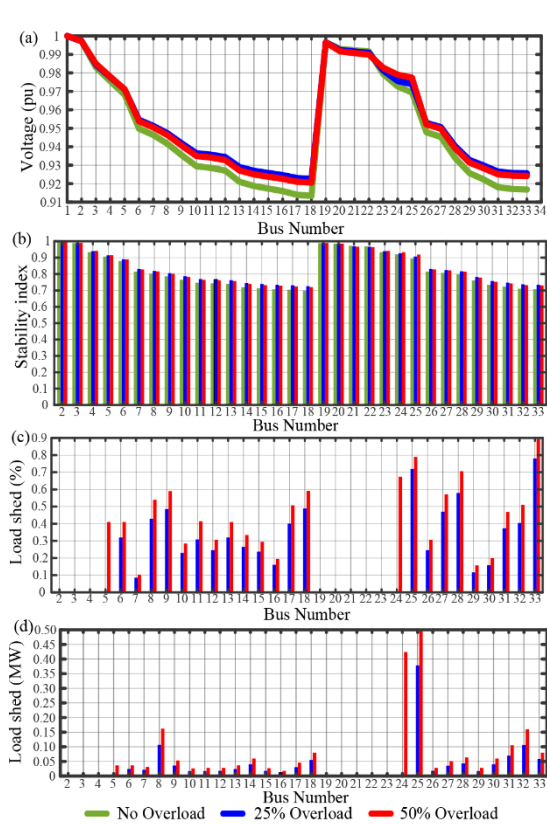 (a)
1
0.99
0.98
0.97
0.96
0.95
0.94
0.93
0.92
0.91
Voltage (pu)
1 2 3 4 5 6 7 8 9 10 11 12 13 14 15 16 17 18 19 20 21 22 23 24 25 26 27 28 29 30 31 32 33 34
Bus Number
(b)
1
0.9
0.8
0.7
0.6
0.5
0.4
0.3
0.2
0.1
0
Stability index
2 3 4 5 6 7 8 9 10 11 12 13 14 15 16 17 18 19 20 21 22 23 24 25 26 27 28 29 30 31 32 33
Bus Number
(c)
0.9
0.8
0.7
0.6
0.5
0.4
0.3
0.2
0.1
0
Load shed (%)
2 3 4 5 6 7 8 9 10 11 12 13 14 15 16 17 18 19 20 21 22 23 24 25 26 27 28 29 30 31 32 33
Bus Number
(d)
0.50
0.45
0.40
0.35
0.30
0.25
0.20
0.15
0.10
0.05
0
Load shed (MW)
2 3 4 5 6 7 8 9 10 11 12 13 14 15 16 17 18 19 20 21 22 23 24 25 26 27 28 29 30 31 32 33
Bus Number
No Overload 25% Overload 50% Overload